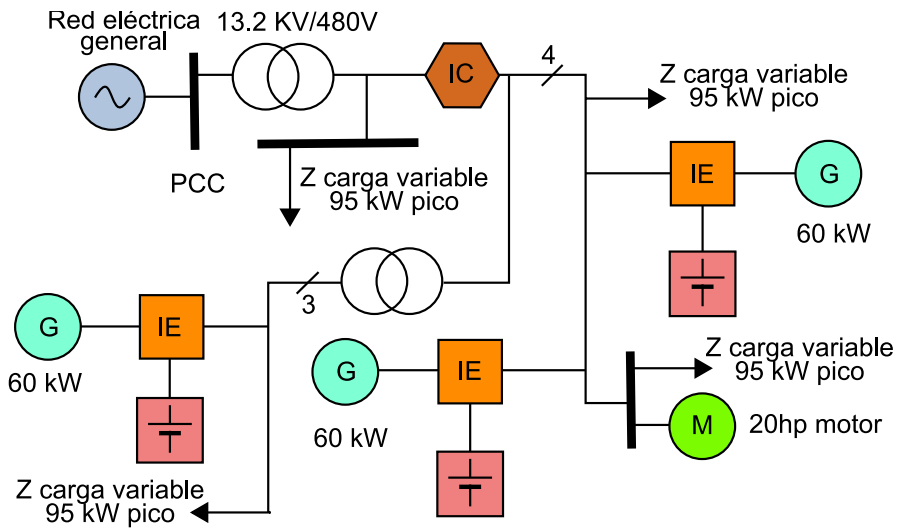 Red eléctrica
general
13.2 KV/480V
IC
4
Z carga variable
95 kW pico
PCC
Z carga variable
95 kW pico
IE
G
60 kW
3
G
IE
60 kW
G
IE
60 kW
Z carga variable
95 kW pico
M
20hp motor
Z carga variable
95 kW pico